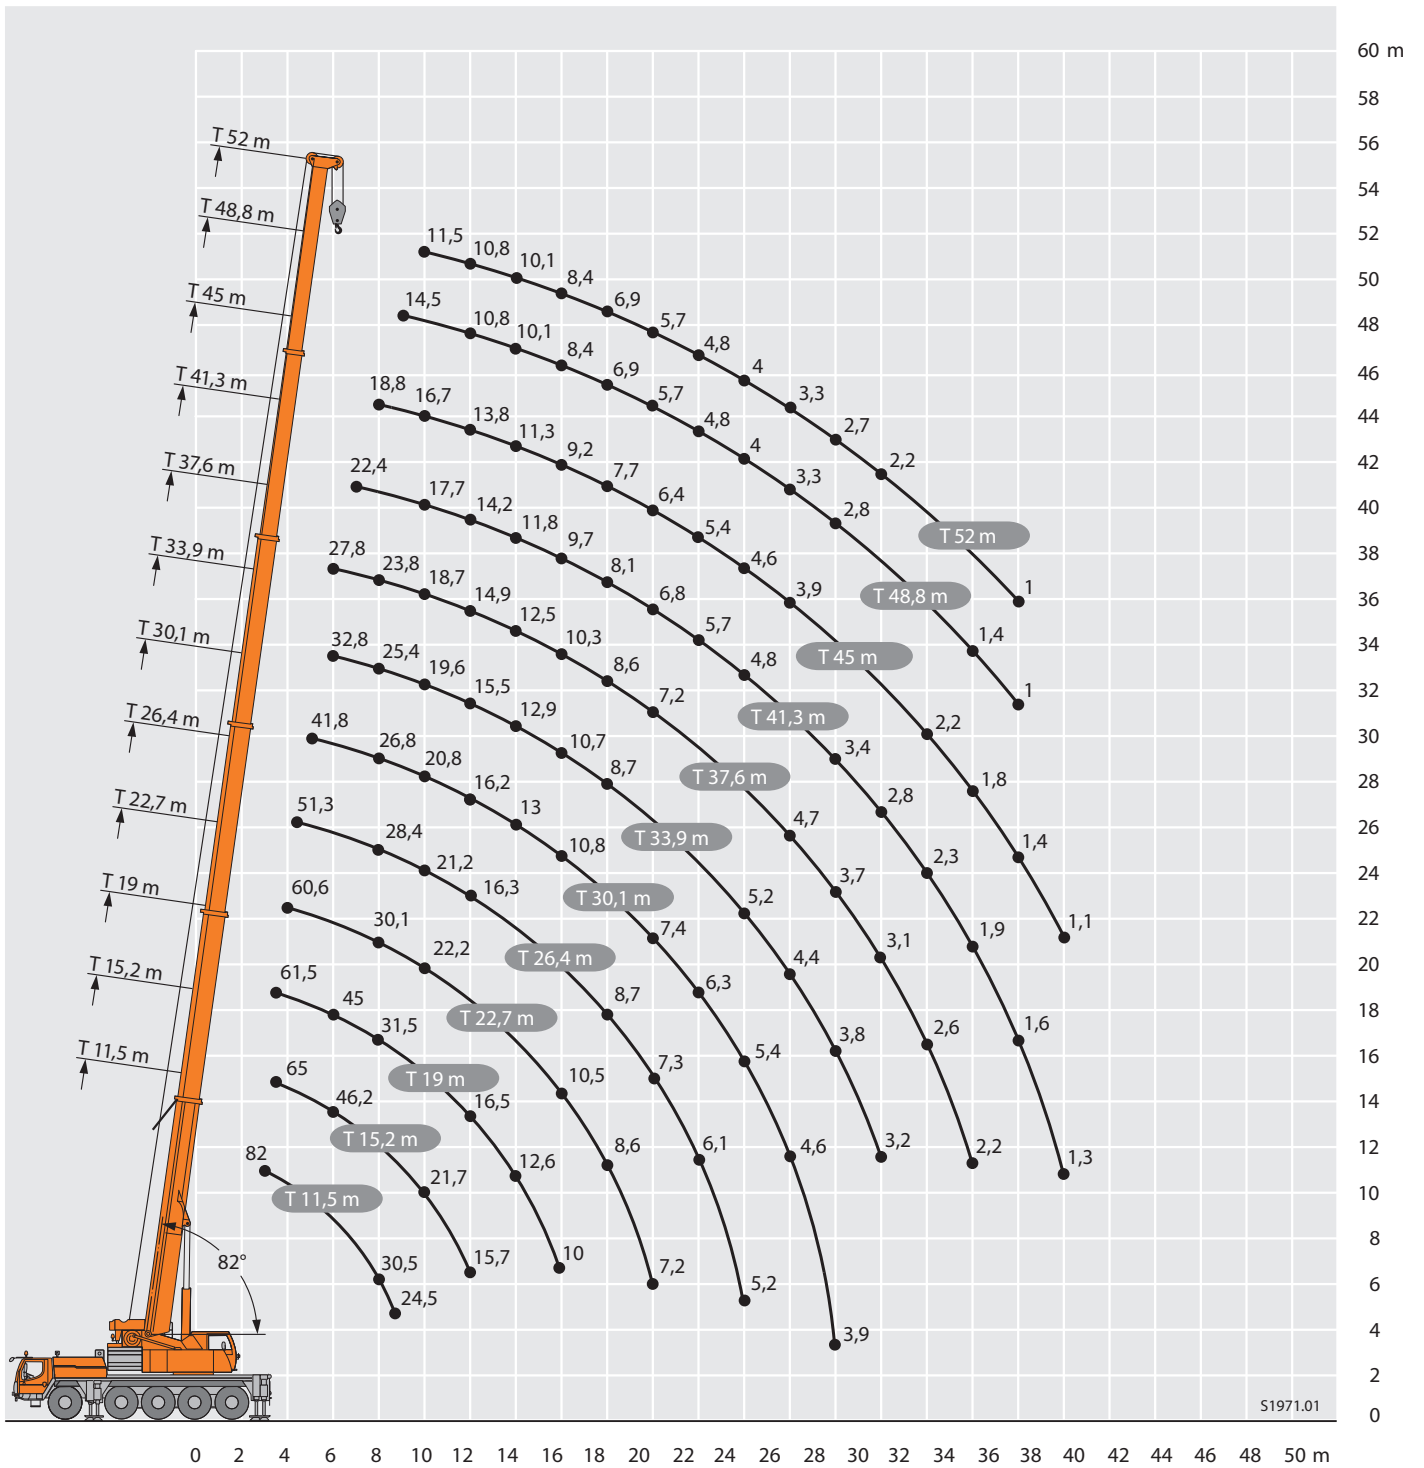 60 m
58
56
54
52
50
48
46
44
42
40
38
36
34
32
30
28
26
24
22
20
18
16
14
12
10
8
6
4
2
0
T 52 m
T 48,8 m
T 45 m
T 41,3 m
T 37,6 m
T 33,9 m
T 30,1 m
T 26,4 m
T 22,7 m
T 19 m
T 15,2 m
T 11,5 m
82°
11,5 10,8 10,1 8,4 6,9 5,7 4,8 4 3,3 2,7 2,2 T 52 m 1
14,5 10,8 10,1 8,4 6,9 5,7 4,8 4 3,3 2,8 T 48,8 m 1,4 1
18,8 16,7 13,8 11,3 9,2 7,7 6,4 5,4 4,6 3,9 T 45 m 2,2 1,8 1,4 1,1
22,4 17,7 14,2 11,8 9,7 8,1 6,8 5,7 4,8 T 41,3 m 3,4 2,8 2,3 1,9 1,6 1,3
27,8 23,8 18,7 14,9 12,5 10,3 8,6 7,2 T 37,6 m 4,7 3,7 3,1 2,6 2,2
32,8 25,4 19,6 15,5 12,9 10,7 8,7 T 33,9 m 5,2 4,4 3,8 3,2
41,8 26,8 20,8 16,2 13 10,8 T 30,1 m 7,4 6,3 5,4 4,6 3,9
51,3 28,4 21,2 16,3 T 26,4 m 8,7 7,3 6,1 5,2
60,6 30,1 22,2 T 22,7 m 10,5 8,6 7,2
61,5 45 31,5 T 19 m 16,5 12,6 10
65 46,2 T 15,2 m 21,7 15,7
82 T 11,5 m 30,5 24,5
S1971.01
0 2 4 6 8 10 12 14 16 18 22 24 26 28 30 32 34 36 38 40 42 44 46 48 50 m